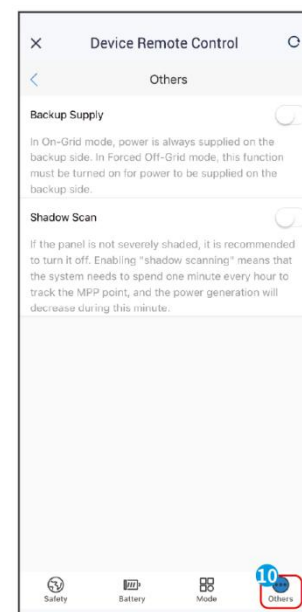 Device Remote Control
Others
Backup Supply
In On-Grid mode, power is always supplied on the
backup side. In Forced Off-Grid mode, this function
must be turned on for power to be supplied on the
backup side.
Shadow Scan
If the panel is not severely shaded, it is recommended
to turn it off. Enabling "shadow scanning" means that
the system needs to spend one minute every hour to
track the MPP point, and the power generation will
decrease during this minute.
10
Safety Battery Mode Others